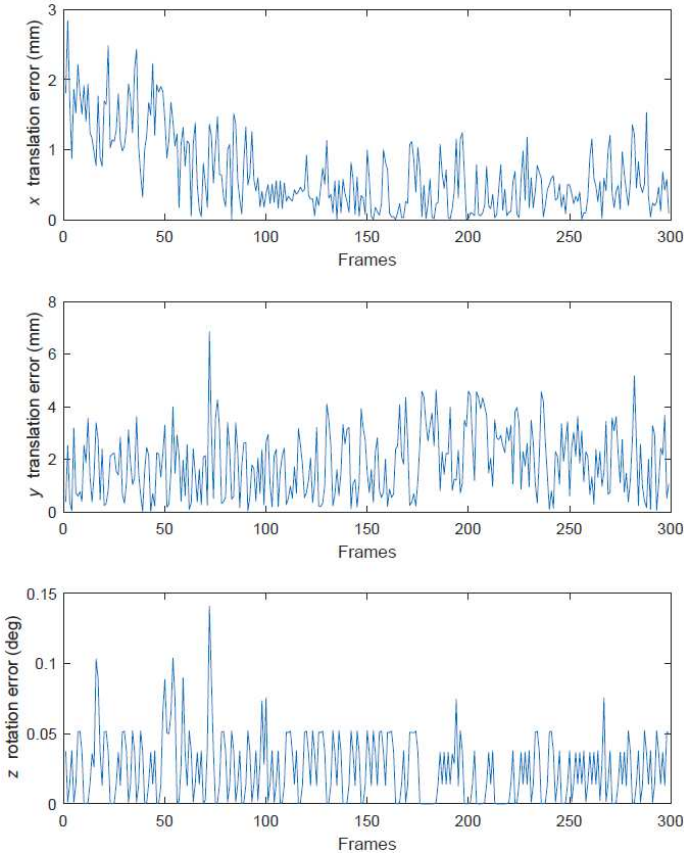 3
2
1
0
x translation error (mm)
0 50 100 150 200 250 300
Frames
8
6
4
2
0
y translation error (mm)
0 50 100 150 200 250 300
Frames
0.15
0.1
0.05
0
z rotation error (deg)
0 50 100 150 200 250 300
Frames